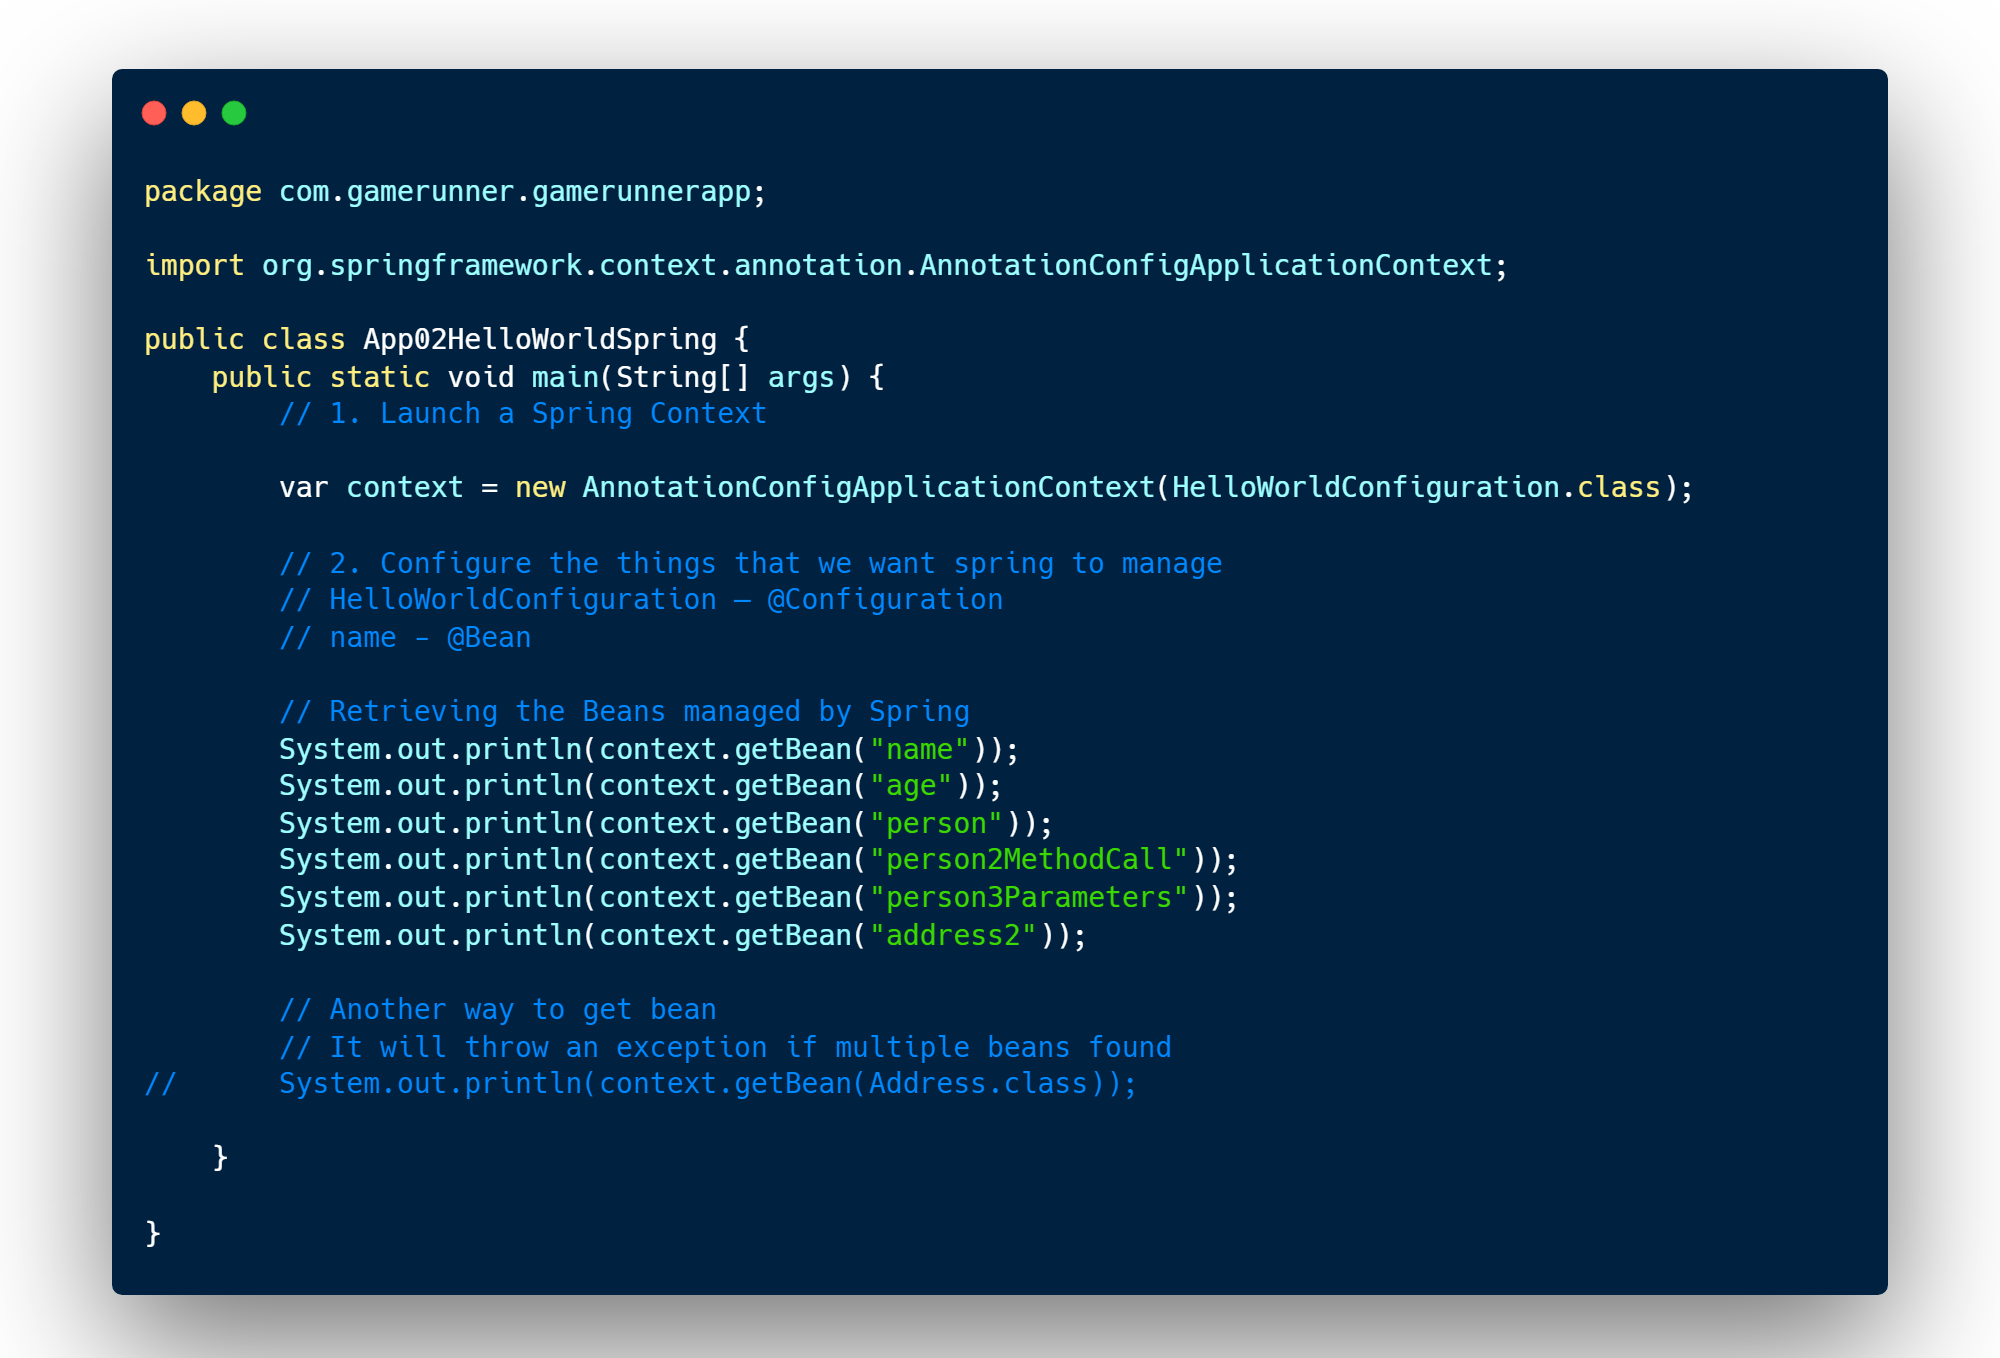 package com.gamerunner.gamerunnerapp;

import org.springframework.context.annotation.AnnotationConfigApplicationContext;

public class App02HelloWorldSpring {
    public static void main(String[] args) {
        // 1. Launch a Spring Context

        var context = new AnnotationConfigApplicationContext(HelloWorldConfiguration.class);

        // 2. Configure the things that we want spring to manage
        // HelloWorldConfiguration – @Configuration
        // name - @Bean

        // Retrieving the Beans managed by Spring
        System.out.println(context.getBean("name"));
        System.out.println(context.getBean("age"));
        System.out.println(context.getBean("person"));
        System.out.println(context.getBean("person2MethodCall"));
        System.out.println(context.getBean("person3Parameters"));
        System.out.println(context.getBean("address2"));

        // Another way to get bean
        // It will throw an exception if multiple beans found
//      System.out.println(context.getBean(Address.class));

    }

}